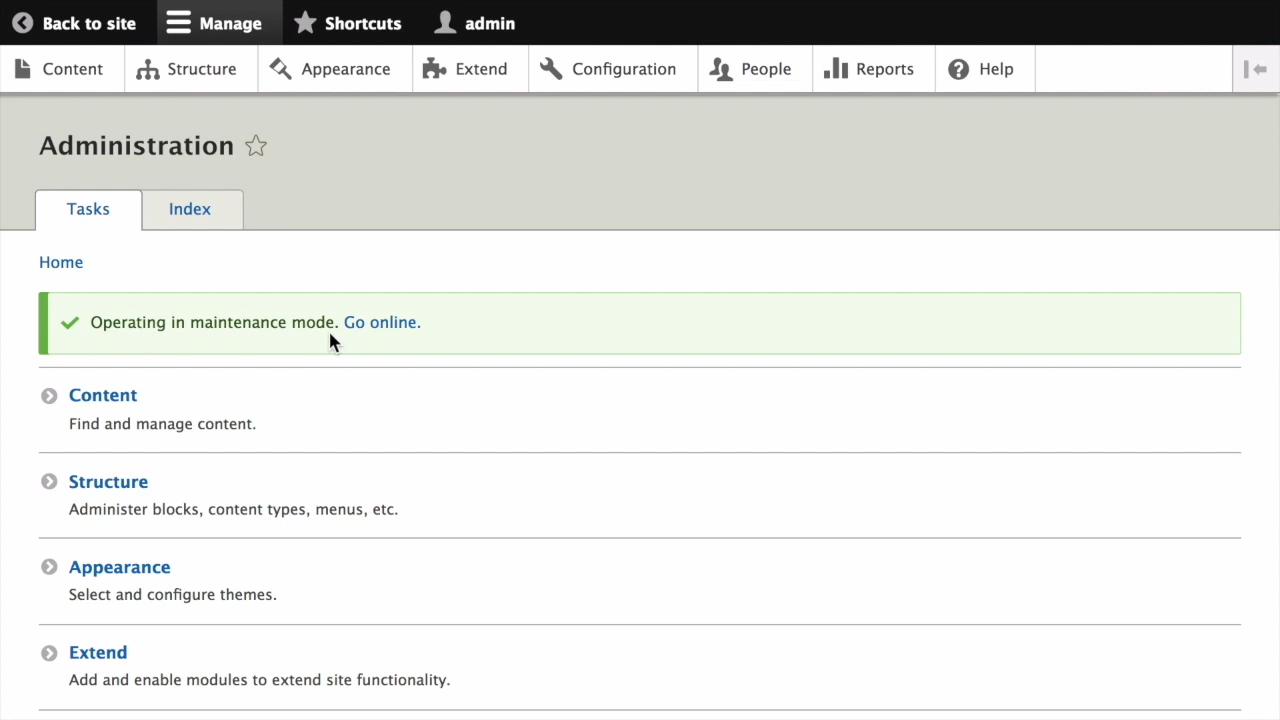 Back to site Manage Shortcuts admin
Content Structure Appearance Extend Configuration People Reports Help
Administration
Tasks Index
Home
Operating in maintenance mode. Go online.
Content
Find and manage content.
Structure
Administer blocks, content types, menus, etc.
Appearance
Select and configure themes.
Extend
Add and enable modules to extend site functionality.